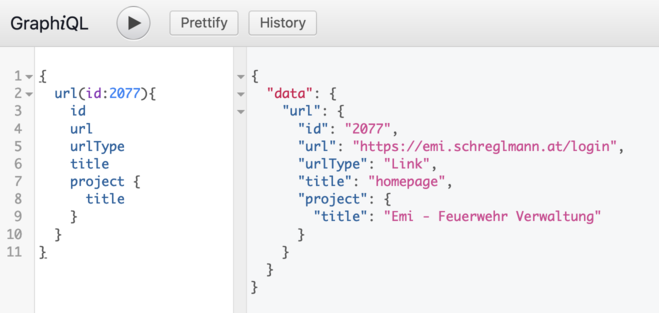 GraphiQL Prettify History
1 {
2 url(id:2077){
3 id
4 url
5 urlType
6 title
7 project {
8 title
9 }
10 }
11 }
{
"data": {
"url": {
"id": "2077",
"url": "https://emi.schreglmann.at/login",
"urlType": "Link",
"title": "homepage",
"project": {
"title": "Emi - Feuerwehr Verwaltung"
}
}
}
}